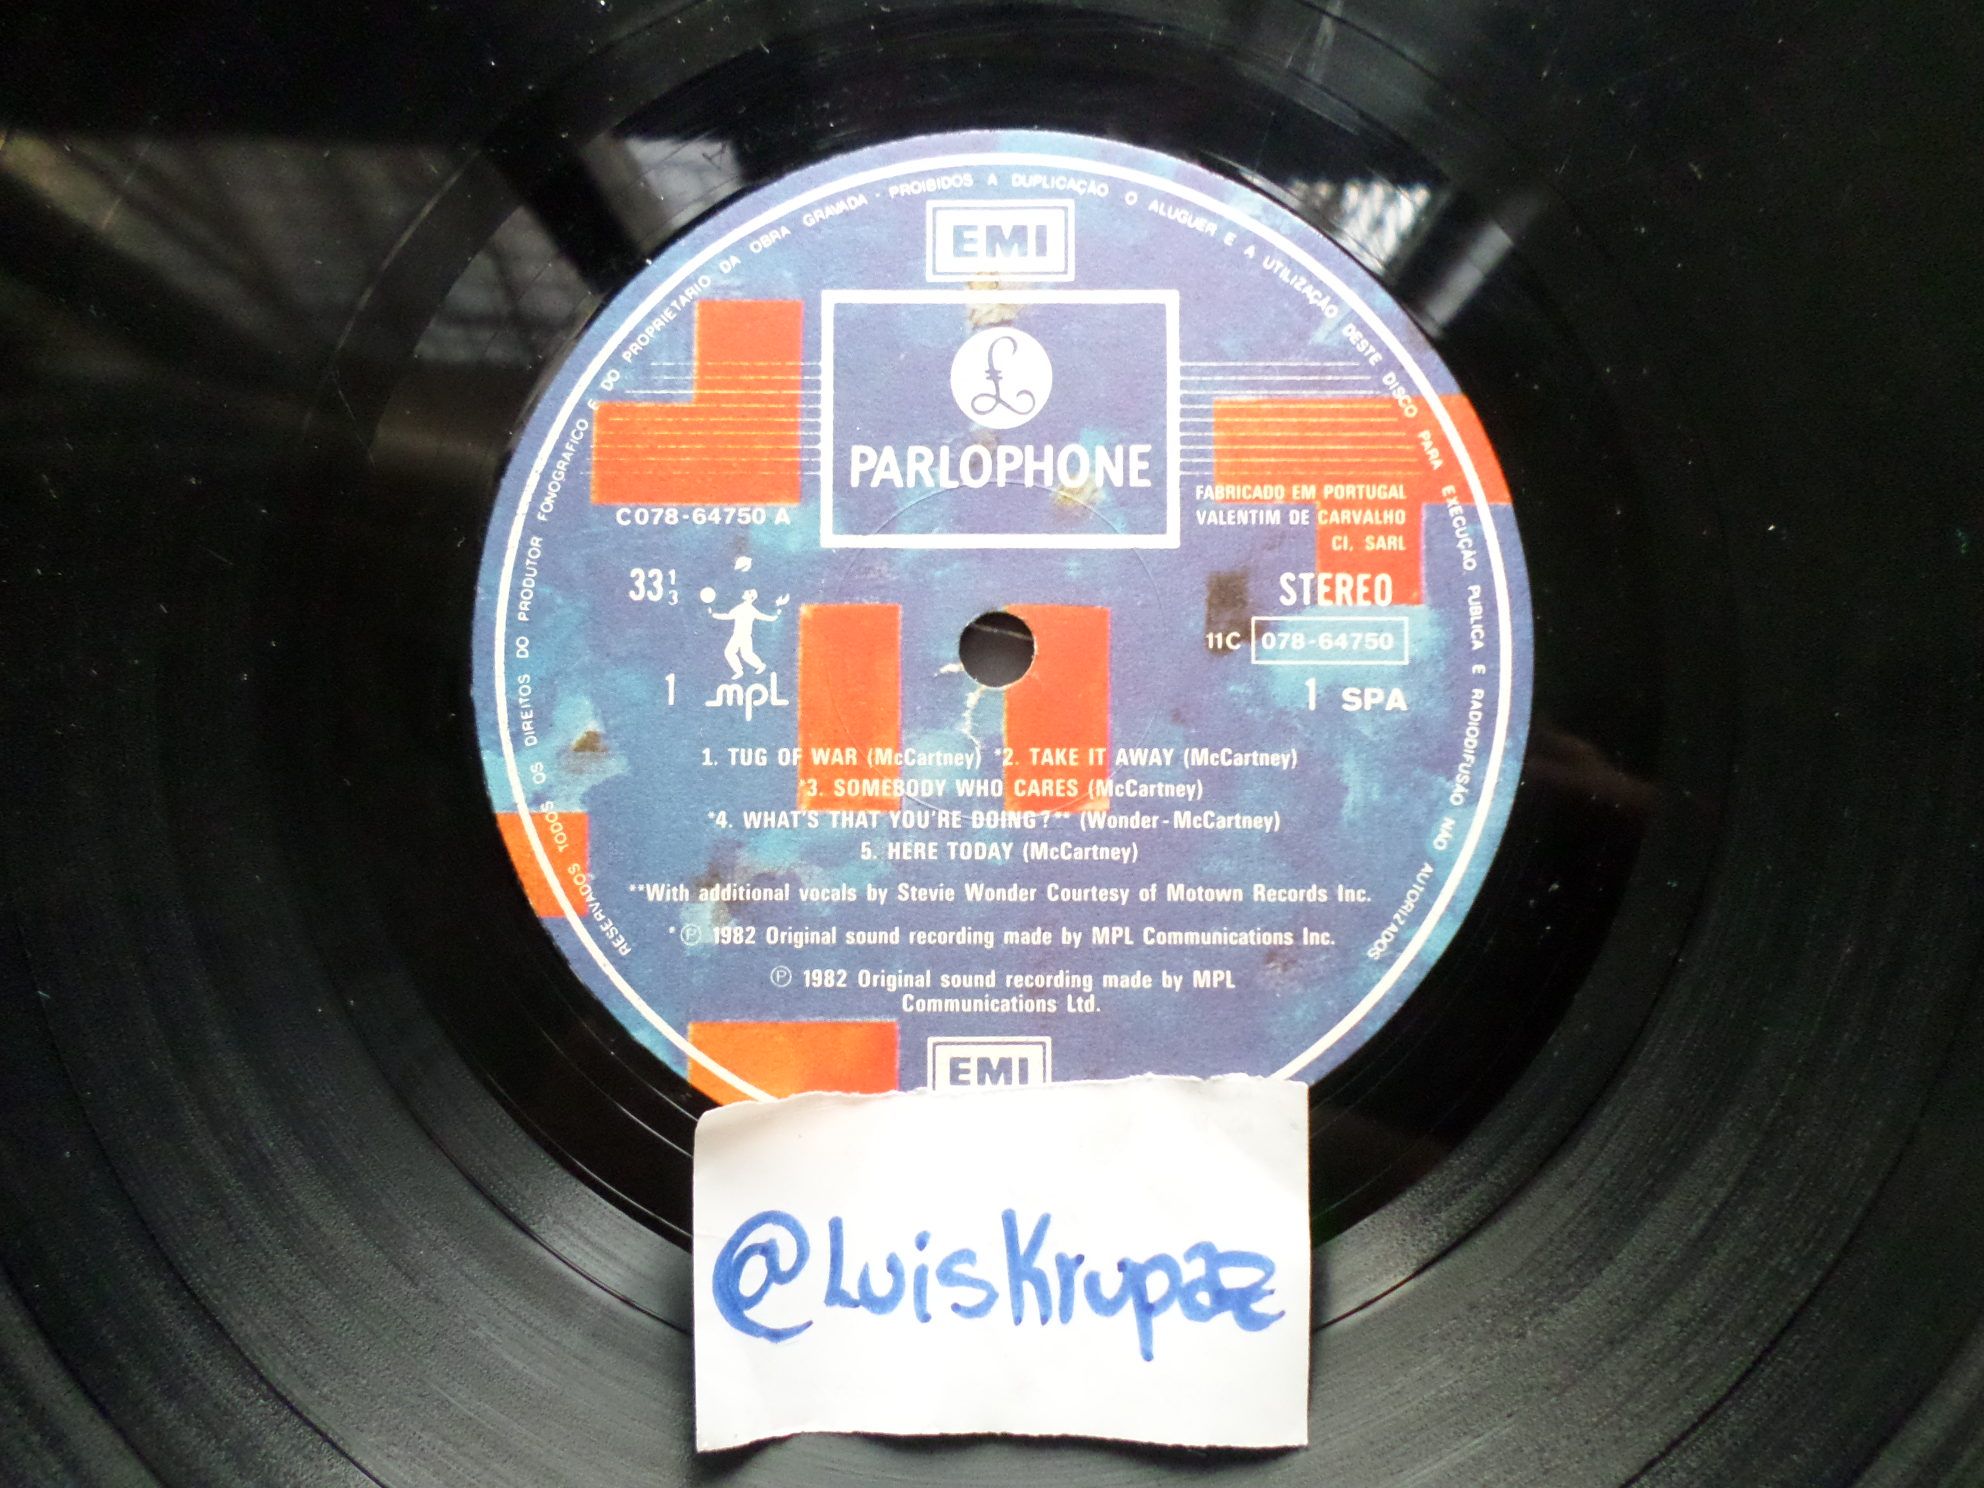 RESERVADOS TODOS OS DIREITOS DO PRODUTOR FONOGRAFICO E DO PROPRIETARIO DA OBRA GRAVADA - PROIBIDOS A DUPLICAÇÃO O ALUGUER E A UTILIZAÇÃO DESTE DISCO PARA EXECUÇÃO PUBLICA E RADIODIFUSÃO NÃO AUTORIZADOS
EMI
£
PARLOPHONE
FABRICADO EM PORTUGAL
VALENTIM DE CARVALHO
CI. SARL
C078-64750 A
33 1/3
STEREO
11C 078-64750
1 mpL
1 SPA
1. TUG OF WAR (McCartney) *2. TAKE IT AWAY (McCartney)
*3. SOMEBODY WHO CARES (McCartney)
*4. WHAT'S THAT YOU'RE DOING?** (Wonder-McCartney)
5. HERE TODAY (McCartney)
**With additional vocals by Stevie Wonder Courtesy of Motown Records Inc.
*℗ 1982 Original sound recording made by MPL Communications Inc.
℗ 1982 Original sound recording made by MPL
Communications Ltd.
EMI
@LuisKrupaz